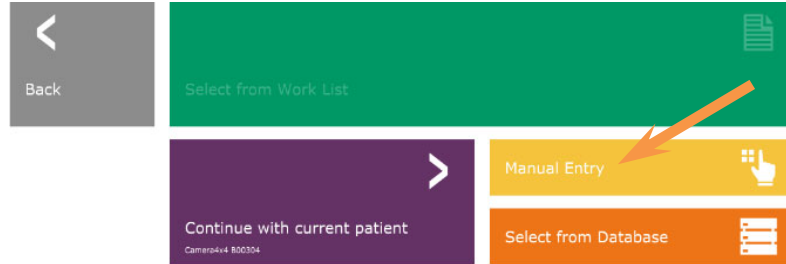 Back
Select from Work List
Manual Entry
Continue with current patient
Camera4x4 B00304
Select from Database